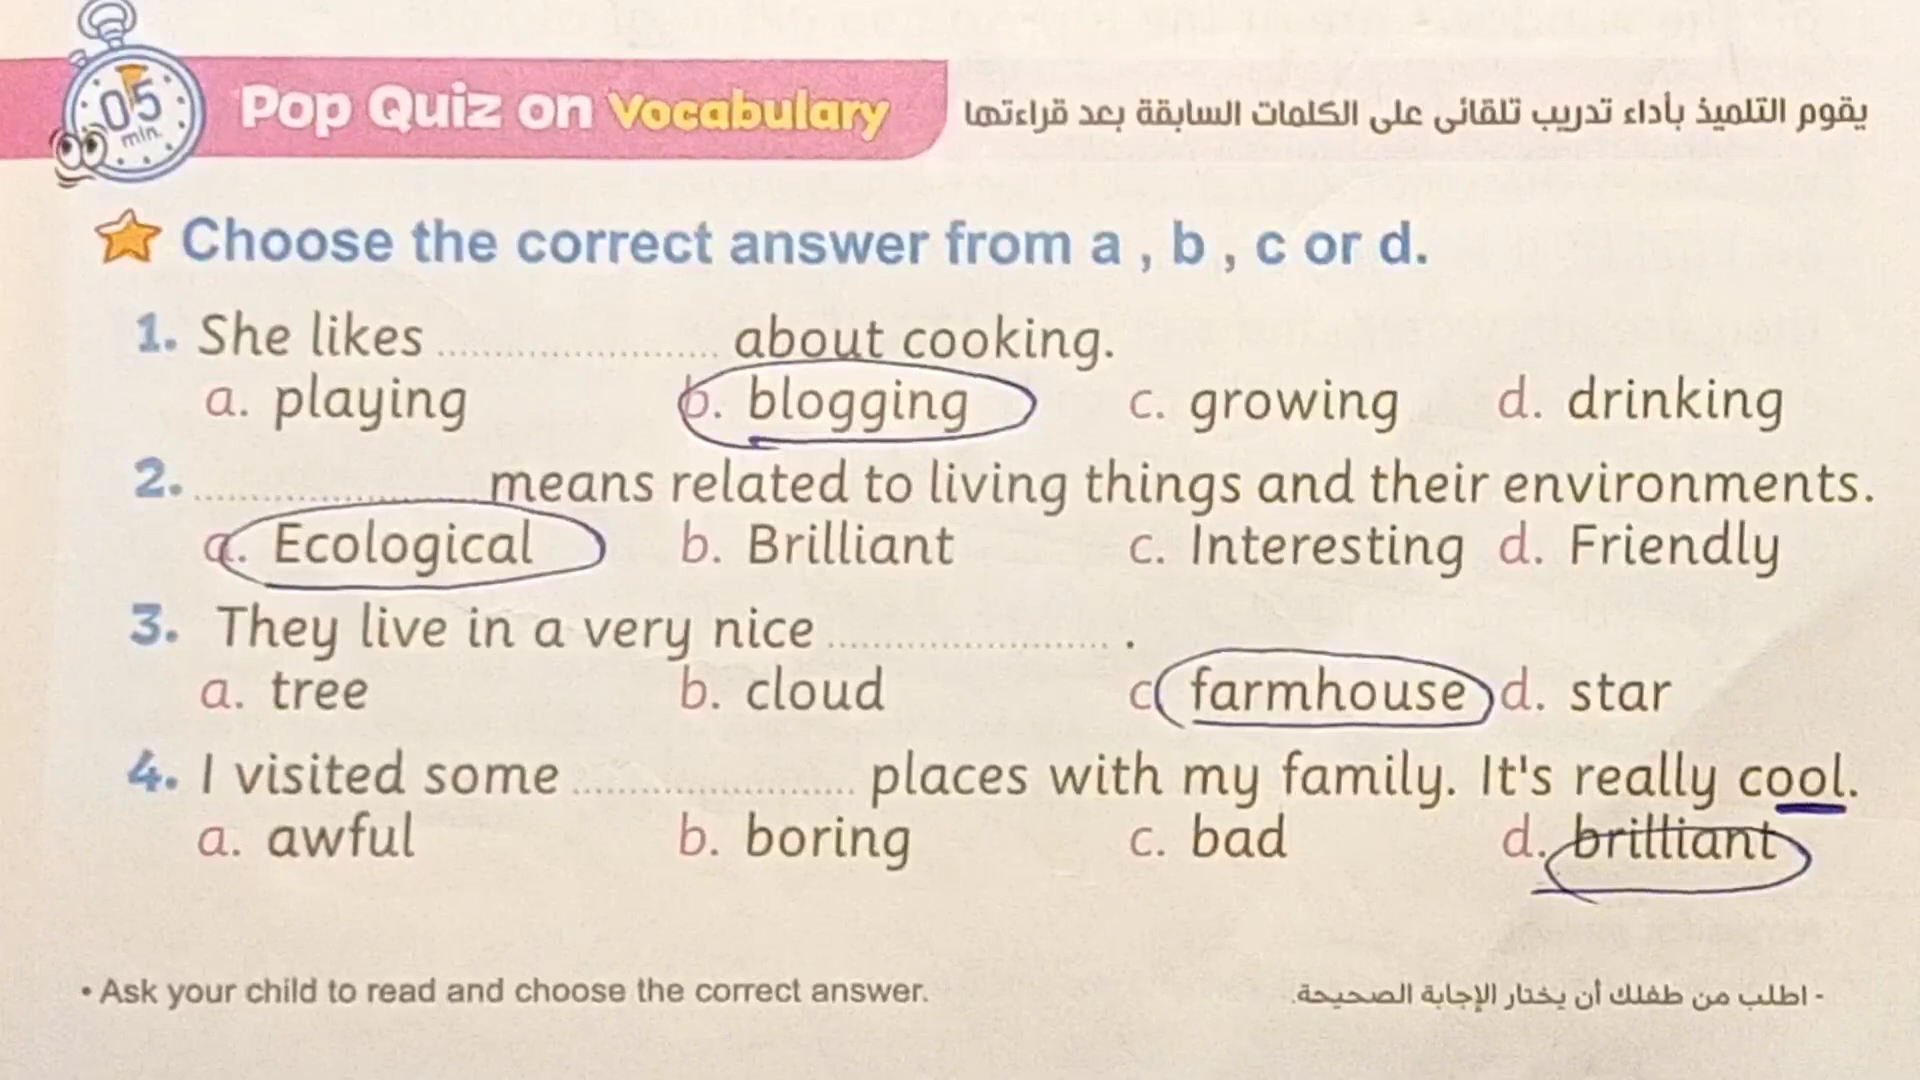 05
min.
Pop Quiz on Vocabulary
يقوم التلميذ بأداء تدريب تلقائى على الكلمات السابقة بعد قراءتها
Choose the correct answer from a , b , c or d.
1. She likes ........................ about cooking.
a. playing b. blogging c. growing d. drinking
2. ........................ means related to living things and their environments.
a. Ecological b. Brilliant c. Interesting d. Friendly
3. They live in a very nice ........................ .
a. tree b. cloud c. farmhouse d. star
4. I visited some ........................ places with my family. It's really cool.
a. awful b. boring c. bad d. brilliant
• Ask your child to read and choose the correct answer.
- اطلب من طفلك أن يختار الإجابة الصحيحة.